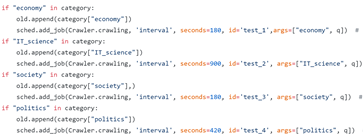 if "economy" in category:
    old.append(category["economy"])
    sched.add_job(Crawler.crawling, 'interval', seconds=180, id='test_1',args=["economy", q])  #
if "IT_science" in category:
    old.append(category["IT_science"])
    sched.add_job(Crawler.crawling, 'interval', seconds=900, id='test_2', args=["IT_science", q])
if "society" in category:
    old.append(category["society"],)
    sched.add_job(Crawler.crawling, 'interval', seconds=180, id='test_3', args=["society", q])  #
if "politics" in category:
    old.append(category["politics"])
    sched.add_job(Crawler.crawling, 'interval', seconds=420, id='test_4', args=["politics", q])